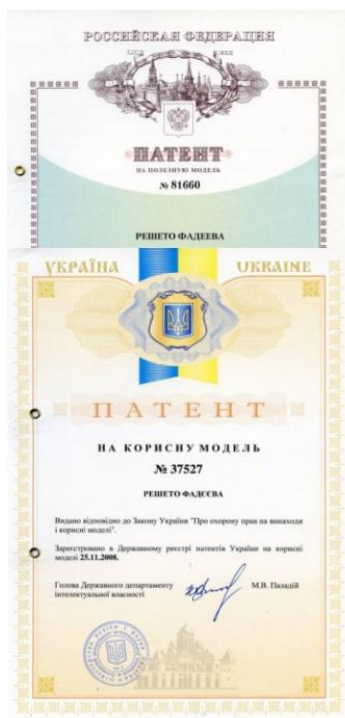 РОССИЙСКАЯ ФЕДЕРАЦИЯ
ПАТЕНТ
НА ПОЛЕЗНУЮ МОДЕЛЬ
№ 81660
РЕШЕТО ФАДЕЕВА
УКРАЇНА UKRAINE
ПАТЕНТ
НА КОРИСНУ МОДЕЛЬ
№ 37527
РЕШЕТО ФАДЄЄВА
Видано відповідно до Закону України "Про охорону прав на винаходи
і корисні моделі".
Зареєстровано в Державному реєстрі патентів України на корисні
моделі 25.11.2008.
Голова Державного департаменту
інтелектуальної власності
М.В. Паладій